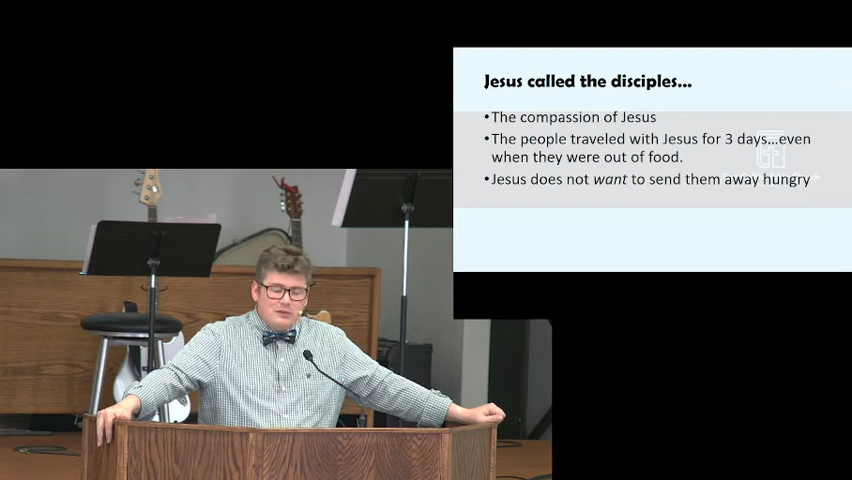 Jesus called the disciples...
•The compassion of Jesus
•The people traveled with Jesus for 3 days...even
when they were out of food.
•Jesus does not want to send them away hungry